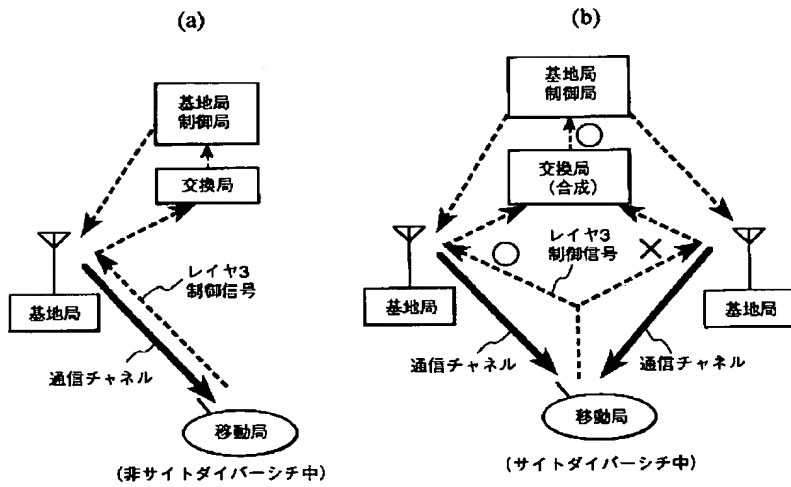 (a)
基地局
制御局
交換局
レイヤ3
制御信号
基地局
通信チャネル
移動局
(非サイトダイバーシチ中)
(b)
基地局
制御局
交換局
(合成)
レイヤ3
制御信号
基地局
基地局
通信チャネル
通信チャネル
移動局
(サイトダイバーシチ中)